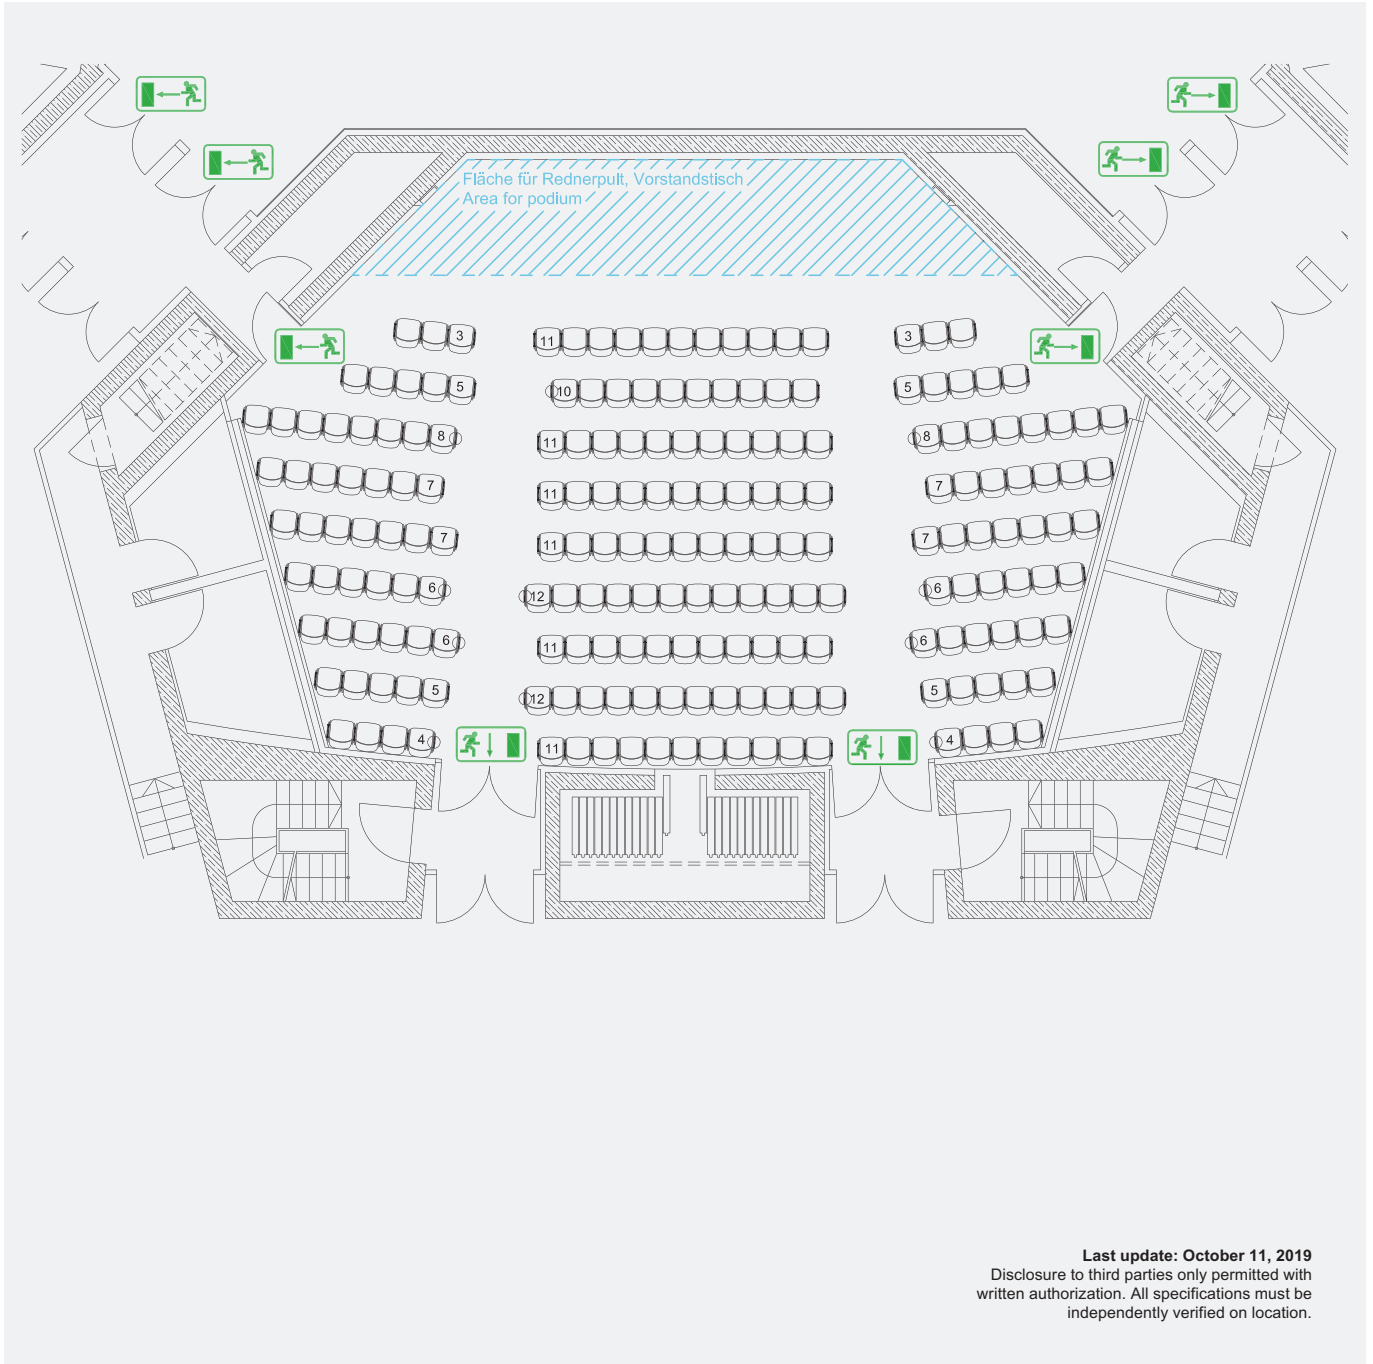 Fläche für Rednerpult, Vorstandstisch
Area for podium
3 11 3
5 10 5
8 11 8
7 11 7
7 11 7
6 12 6
6 11 6
5 12 5
4 11 4
Last update: October 11, 2019
Disclosure to third parties only permitted with
written authorization. All specifications must be
independently verified on location.